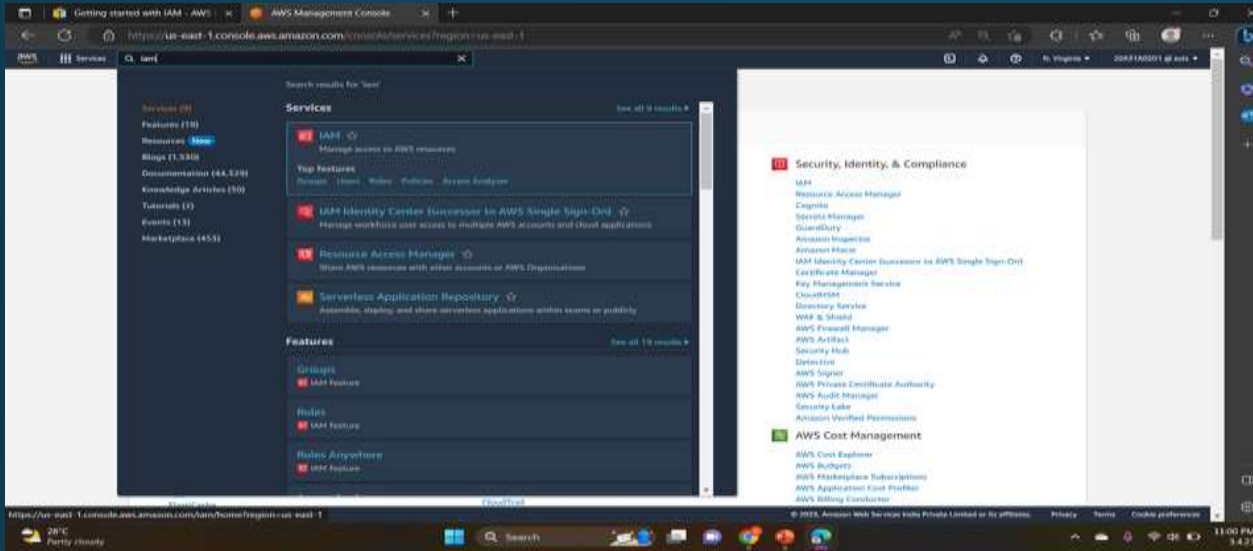 Getting started with IAM - AWS
AWS Management Console
https://us-east-1.console.aws.amazon.com/console/services?region=us-east-1
aws
Services
iam
N. Virginia
Search results for 'iam'
Services (9)
Features (19)
Resources New
Blogs (1,530)
Documentation (44,529)
Knowledge Articles (50)
Tutorials (7)
Events (13)
Marketplace (453)
Services
See all 9 results
IAM
Manage access to AWS resources
Top features
Groups Users Roles Policies Access Analyzer
IAM Identity Center (successor to AWS Single Sign-On)
Manage workforce user access to multiple AWS accounts and cloud applications
Resource Access Manager
Share AWS resources with other accounts or AWS Organizations
Serverless Application Repository
Assemble, deploy, and share serverless applications within teams or publicly
Features
See all 19 results
Groups
IAM feature
Roles
IAM feature
Roles Anywhere
IAM feature
Security, Identity, & Compliance
IAM
Resource Access Manager
Cognito
Secrets Manager
GuardDuty
Amazon Inspector
Amazon Macie
IAM Identity Center (successor to AWS Single Sign-On)
Certificate Manager
Key Management Service
CloudHSM
Directory Service
WAF & Shield
AWS Firewall Manager
AWS Artifact
Security Hub
Detective
AWS Signer
AWS Private Certificate Authority
AWS Audit Manager
Security Lake
Amazon Verified Permissions
AWS Cost Management
AWS Cost Explorer
AWS Budgets
AWS Marketplace Subscriptions
AWS Application Cost Profiler
AWS Billing Conductor
CloudTrail
https://us-east-1.console.aws.amazon.com/iam/home?region=us-east-1
© 2023, Amazon Web Services India Private Limited or its affiliates.
Privacy
Terms
Cookie preferences
28°C
Partly cloudy
Search
11:00 PM